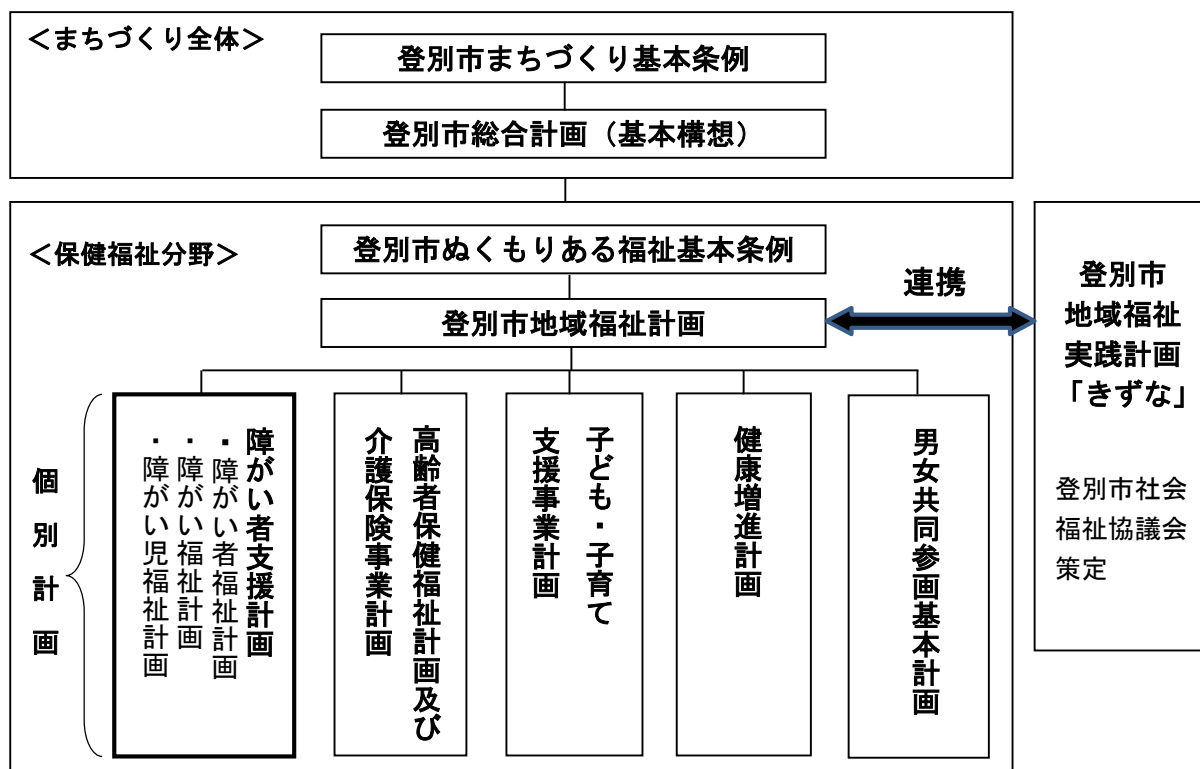 ＜まちづくり全体＞
登別市まちづくり基本条例
登別市総合計画（基本構想）
＜保健福祉分野＞
登別市ぬくもりある福祉基本条例
登別市地域福祉計画
連携
登別市
地域福祉
実践計画
「きずな」
登別市社会
福祉協議会
策定
個別計画
障がい者支援計画
・障がい者福祉計画
・障がい福祉計画
・障がい児福祉計画
高齢者保健福祉計画及び
介護保険事業計画
子ども・子育て
支援事業計画
健康増進計画
男女共同参画基本計画